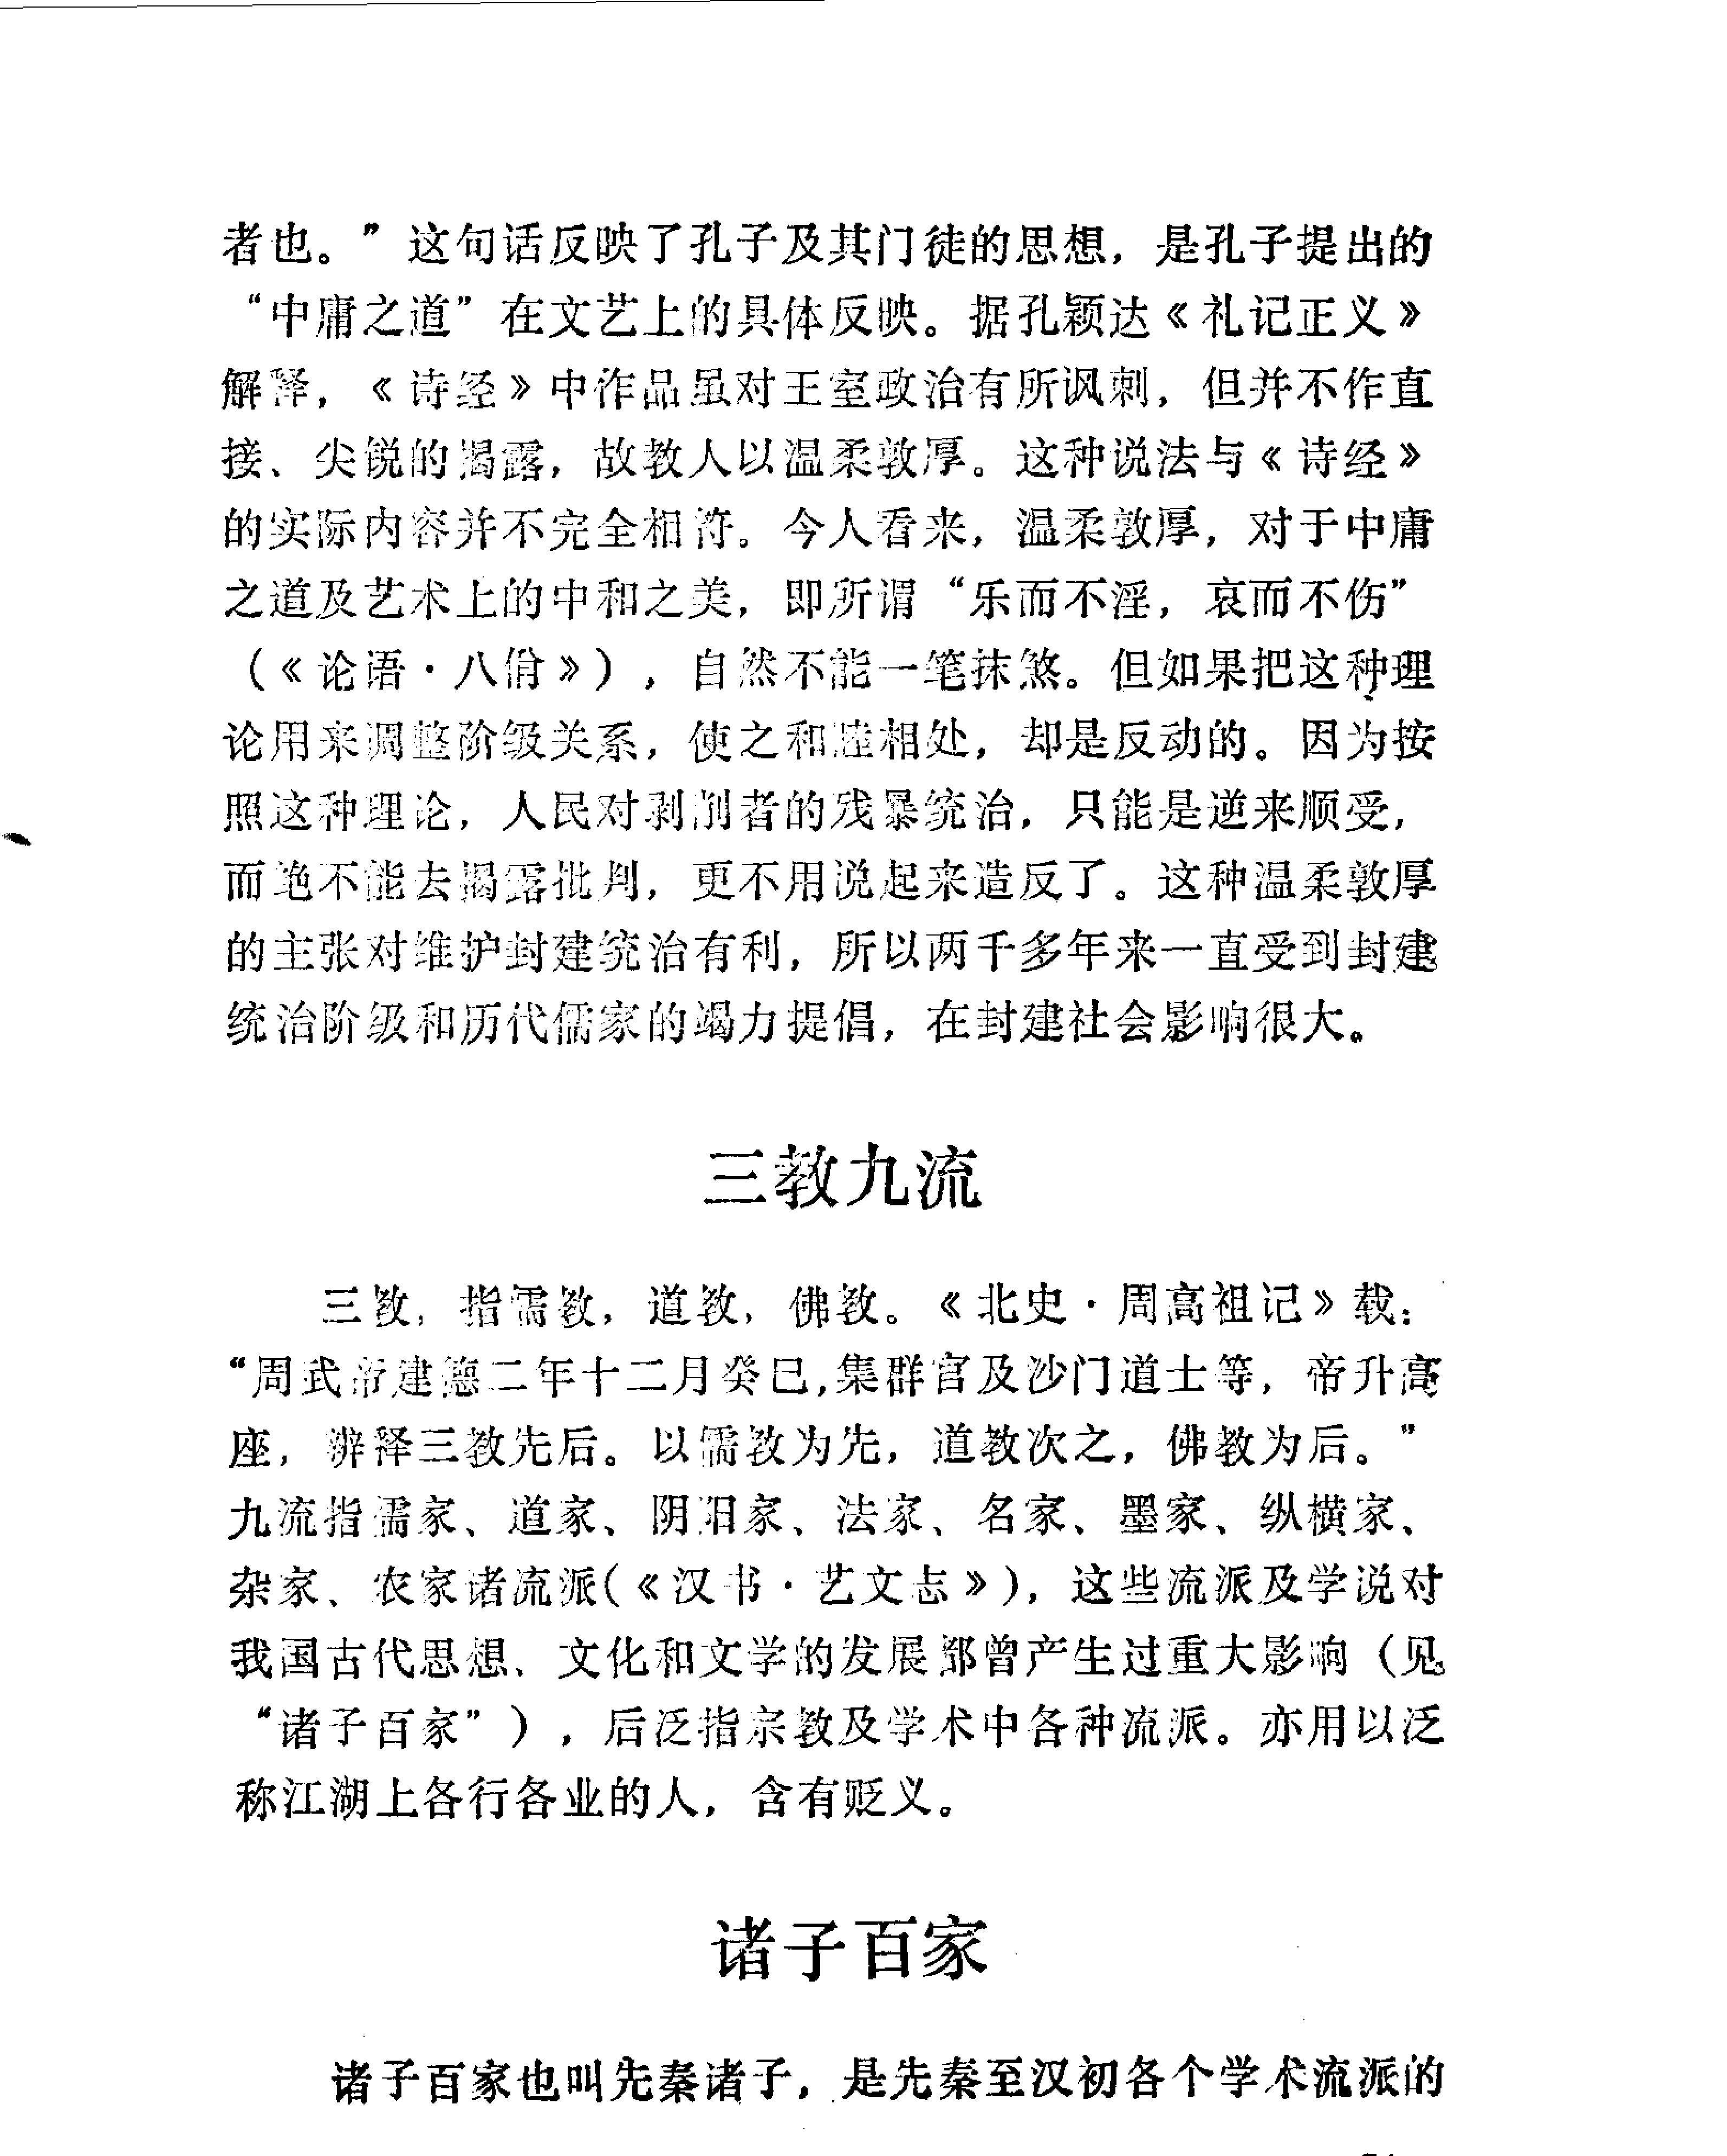 者也。”这句话反映了孔子及其门徒的思想，是孔子提出的
“中庸之道”在文艺上的具体反映。据孔颖达《礼记正义》
解释，《诗经》中作品虽对王室政治有所讽刺，但并不作直
接、尖锐的揭露，故教人以温柔敦厚。这种说法与《诗经》
的实际内容并不完全相符。今人看来，温柔敦厚，对于中庸
之道及艺术上的中和之美，即所谓“乐而不淫，哀而不伤”
（《论语·八佾》），自然不能一笔抹煞。但如果把这种理
论用来调整阶级关系，使之和睦相处，却是反动的。因为按
照这种理论，人民对剥削者的残暴统治，只能是逆来顺受，
而绝不能去揭露批判，更不用说起来造反了。这种温柔敦厚
的主张对维护封建统治有利，所以两千多年来一直受到封建
统治阶级和历代儒家的竭力提倡，在封建社会影响很大。
三教九流
三教，指儒教，道教，佛教。《北史·周高祖记》载：
“周武帝建德二年十二月癸巳，集群官及沙门道士等，帝升高
座，辨释三教先后。以儒教为先，道教次之，佛教为后。”
九流指儒家、道家、阴阳家、法家、名家、墨家、纵横家、
杂家、农家诸流派（《汉书·艺文志》），这些流派及学说对
我国古代思想、文化和文学的发展都曾产生过重大影响（见
“诸子百家”），后泛指宗教及学术中各种流派。亦用以泛
称江湖上各行各业的人，含有贬义。
诸子百家
诸子百家也叫先秦诸子，是先秦至汉初各个学术流派的